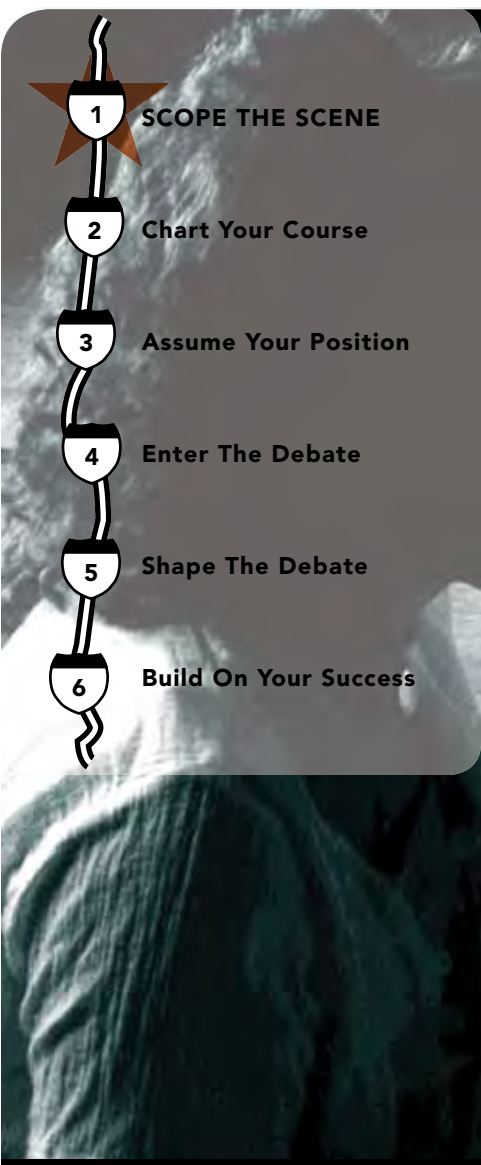 1 SCOPE THE SCENE
2 Chart Your Course
3 Assume Your Position
4 Enter The Debate
5 Shape The Debate
6 Build On Your Success